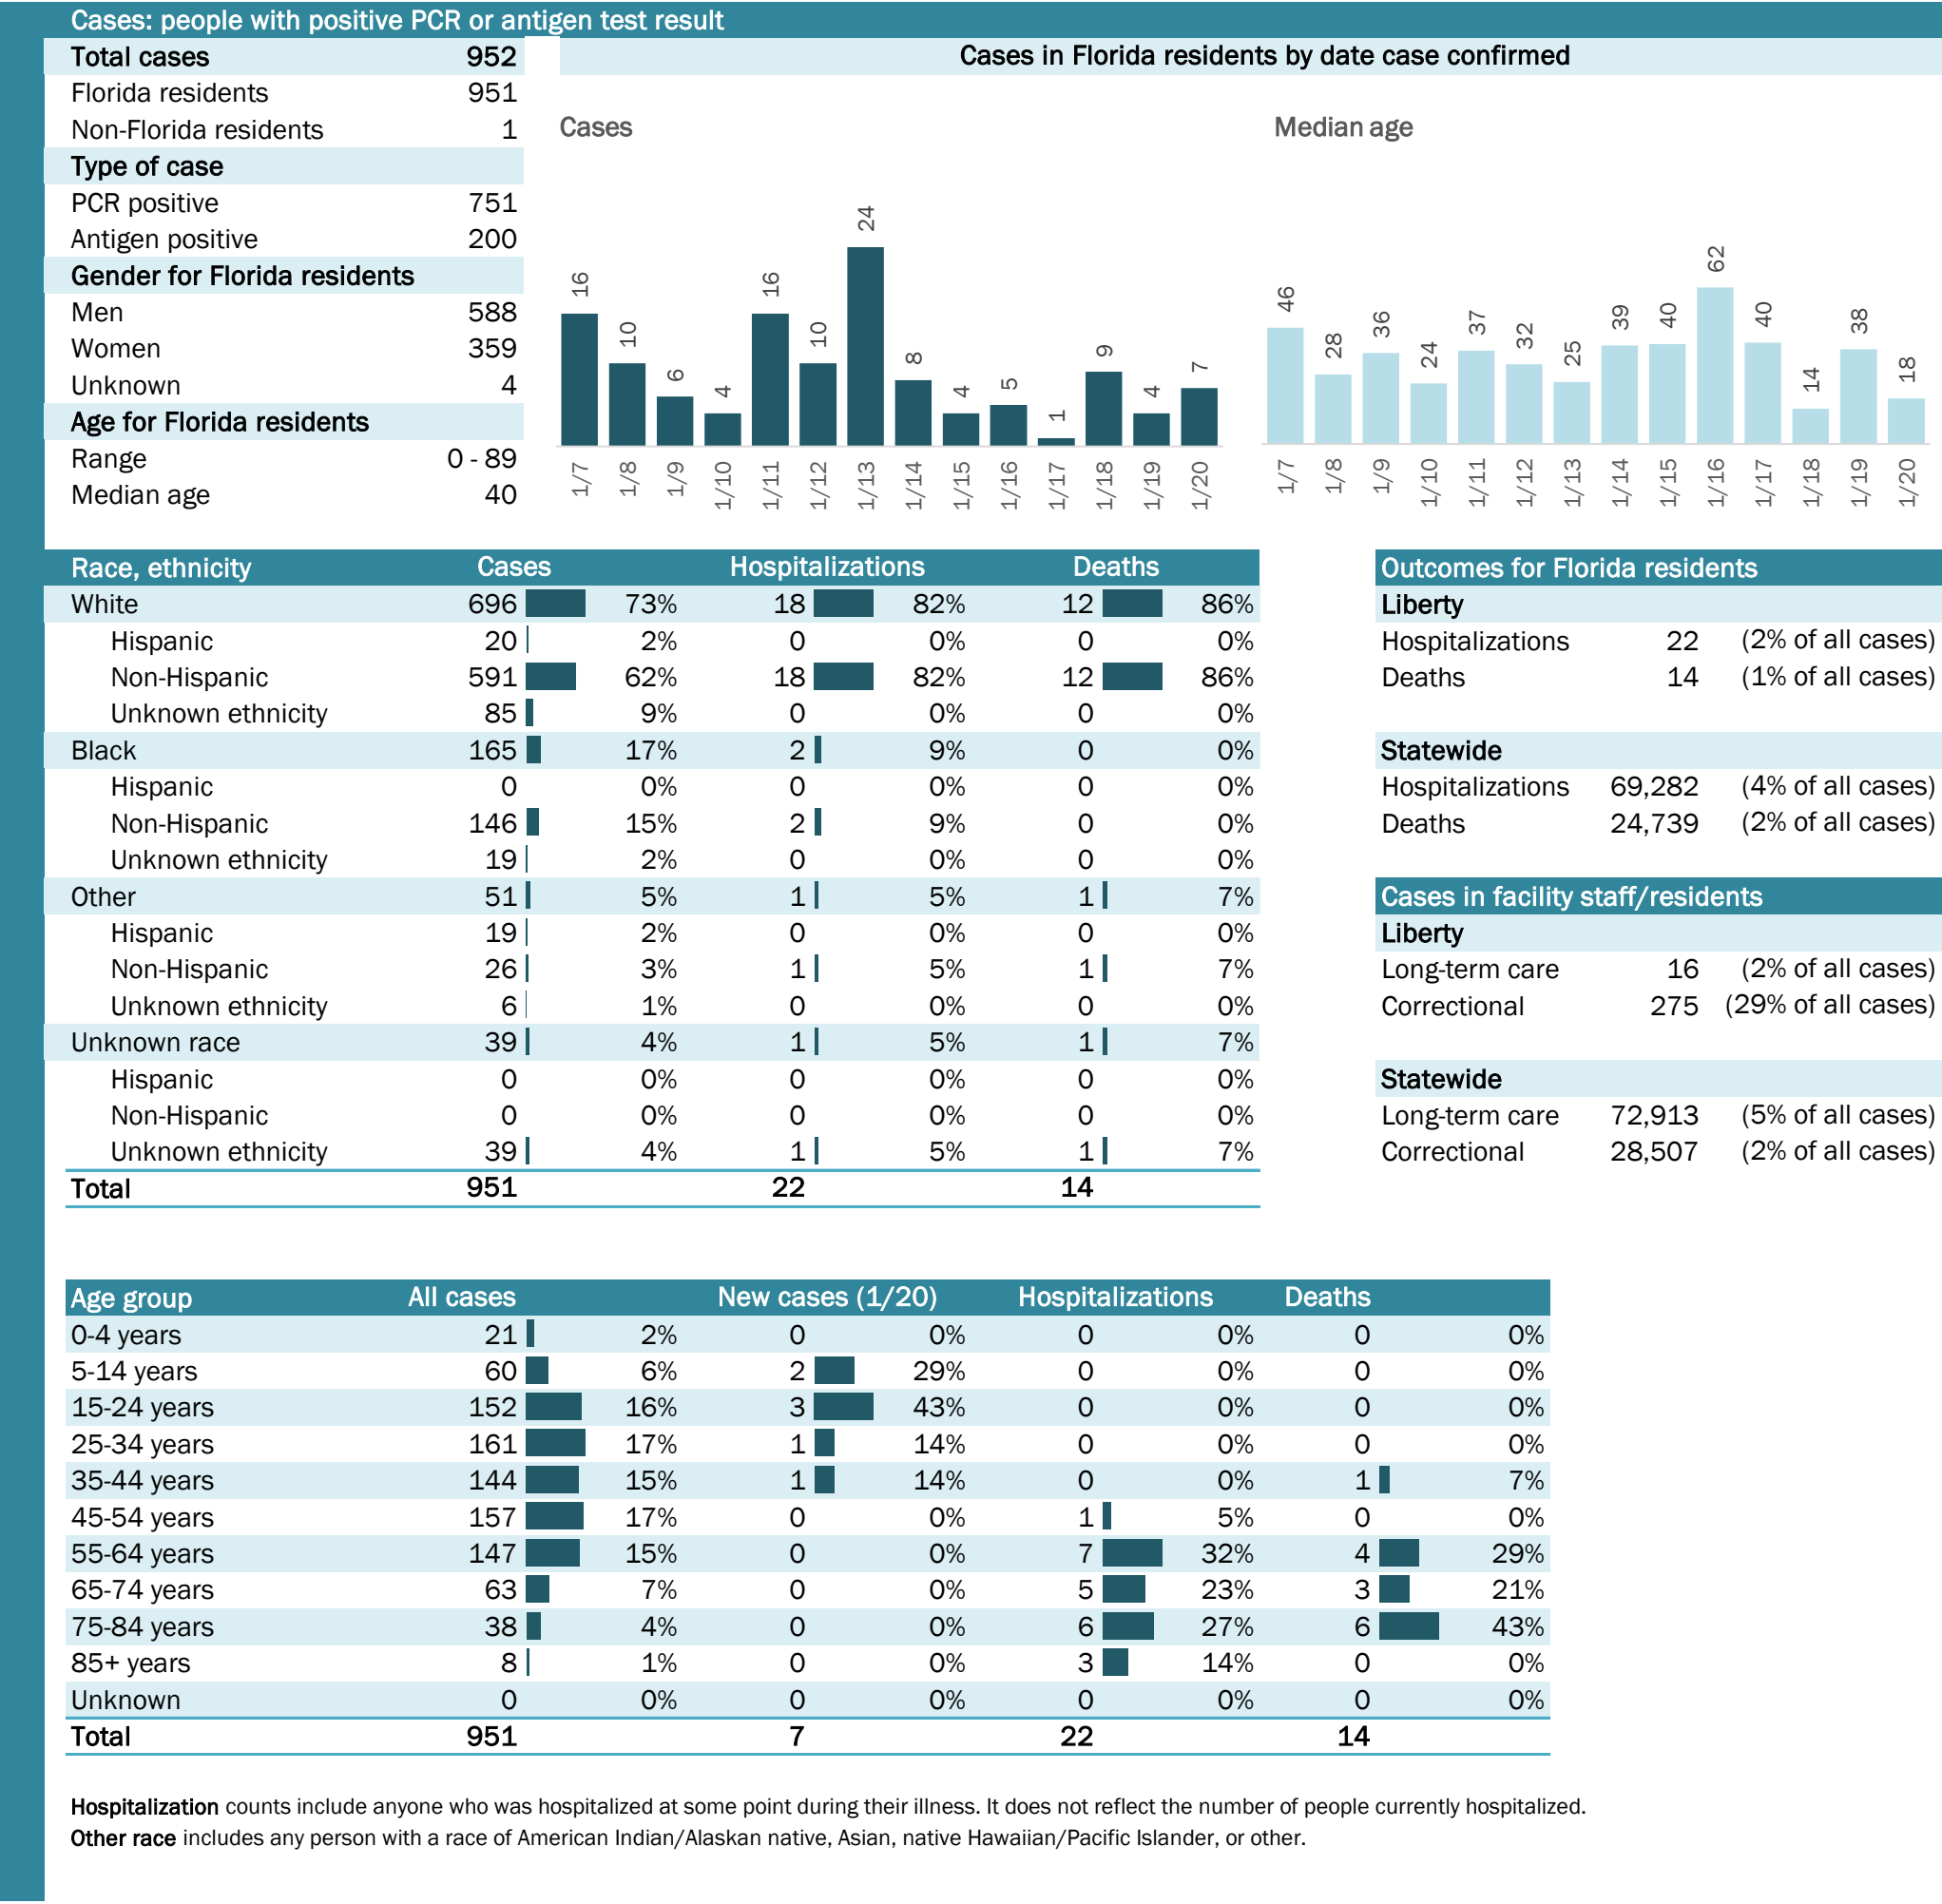 Cases: people with positive PCR or antigen test result
Total cases 952
Florida residents 951
Non-Florida residents 1
Type of case
PCR positive 751
Antigen positive 200
Gender for Florida residents
Men 588
Women 359
Unknown 4
Age for Florida residents
Range 0 - 89
Median age 40
Cases in Florida residents by date case confirmed
Cases
16 10 6 4 16 10 24 8 4 5 1 9 4 7
1/7 1/8 1/9 1/10 1/11 1/12 1/13 1/14 1/15 1/16 1/17 1/18 1/19 1/20
Median age
46 28 36 24 37 32 25 39 40 62 40 14 38 18
1/7 1/8 1/9 1/10 1/11 1/12 1/13 1/14 1/15 1/16 1/17 1/18 1/19 1/20
Race, ethnicity Cases Hospitalizations Deaths
White 696 73% 18 82% 12 86%
Hispanic 20 2% 0 0% 0 0%
Non-Hispanic 591 62% 18 82% 12 86%
Unknown ethnicity 85 9% 0 0% 0 0%
Black 165 17% 2 9% 0 0%
Hispanic 0 0% 0 0% 0 0%
Non-Hispanic 146 15% 2 9% 0 0%
Unknown ethnicity 19 2% 0 0% 0 0%
Other 51 5% 1 5% 1 7%
Hispanic 19 2% 0 0% 0 0%
Non-Hispanic 26 3% 1 5% 1 7%
Unknown ethnicity 6 1% 0 0% 0 0%
Unknown race 39 4% 1 5% 1 7%
Hispanic 0 0% 0 0% 0 0%
Non-Hispanic 0 0% 0 0% 0 0%
Unknown ethnicity 39 4% 1 5% 1 7%
Total 951 22 14
Outcomes for Florida residents
Liberty
Hospitalizations 22 (2% of all cases)
Deaths 14 (1% of all cases)
Statewide
Hospitalizations 69,282 (4% of all cases)
Deaths 24,739 (2% of all cases)
Cases in facility staff/residents
Liberty
Long-term care 16 (2% of all cases)
Correctional 275 (29% of all cases)
Statewide
Long-term care 72,913 (5% of all cases)
Correctional 28,507 (2% of all cases)
Age group All cases New cases (1/20) Hospitalizations Deaths
0-4 years 21 2% 0 0% 0 0% 0 0%
5-14 years 60 6% 2 29% 0 0% 0 0%
15-24 years 152 16% 3 43% 0 0% 0 0%
25-34 years 161 17% 1 14% 0 0% 0 0%
35-44 years 144 15% 1 14% 0 0% 1 7%
45-54 years 157 17% 0 0% 1 5% 0 0%
55-64 years 147 15% 0 0% 7 32% 4 29%
65-74 years 63 7% 0 0% 5 23% 3 21%
75-84 years 38 4% 0 0% 6 27% 6 43%
85+ years 8 1% 0 0% 3 14% 0 0%
Unknown 0 0% 0 0% 0 0% 0 0%
Total 951 7 22 14
Hospitalization counts include anyone who was hospitalized at some point during their illness. It does not reflect the number of people currently hospitalized.
Other race includes any person with a race of American Indian/Alaskan native, Asian, native Hawaiian/Pacific Islander, or other.